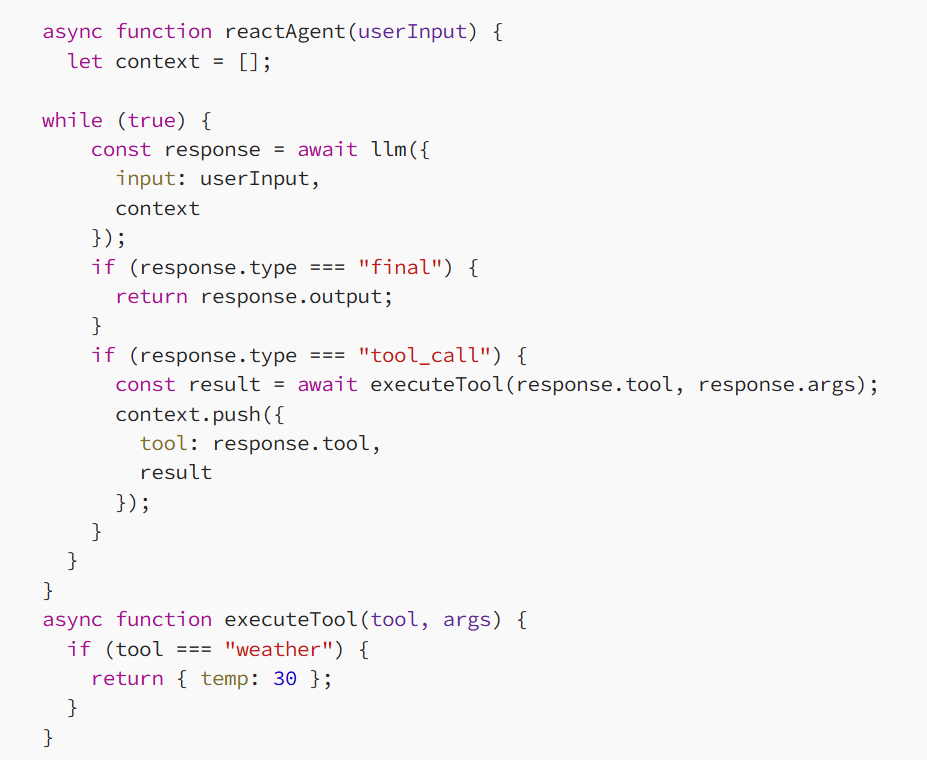 async function reactAgent(userInput) {
  let context = [];

while (true) {
    const response = await llm({
      input: userInput,
      context
    });
    if (response.type === "final") {
      return response.output;
    }
    if (response.type === "tool_call") {
      const result = await executeTool(response.tool, response.args);
      context.push({
        tool: response.tool,
        result
      });
    }
  }
}
async function executeTool(tool, args) {
  if (tool === "weather") {
    return { temp: 30 };
  }
}